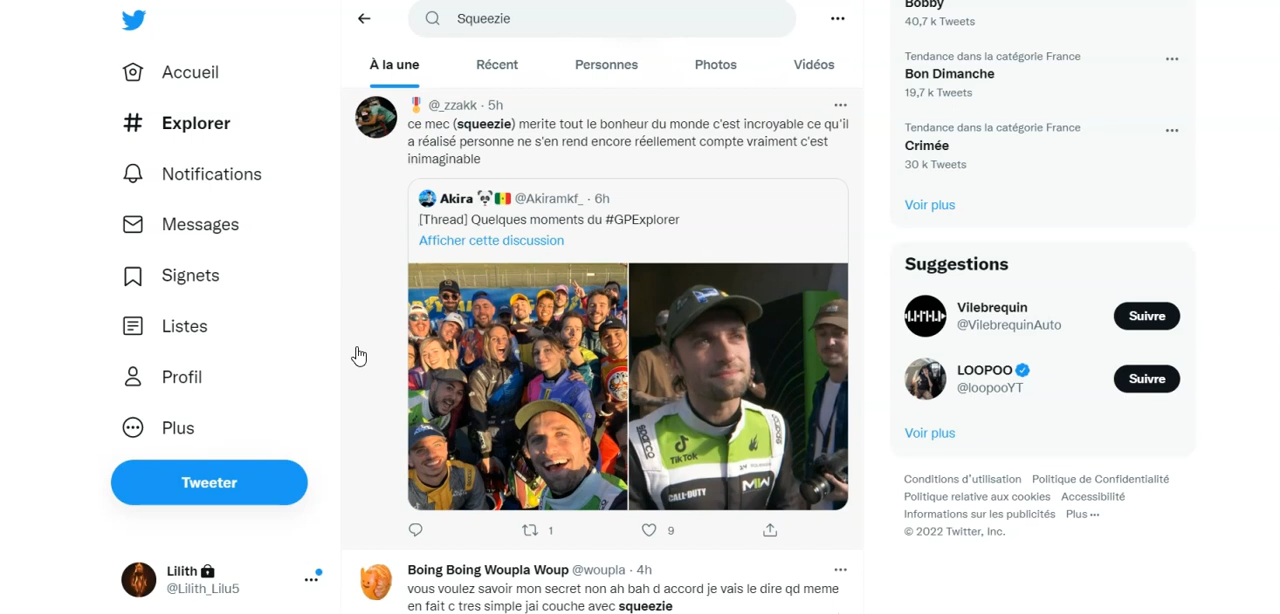 Squeezie
À la une
Récent
Personnes
Photos
Vidéos
Accueil
Explorer
Notifications
Messages
Signets
Listes
Profil
Plus
Tweeter
Lilith
@Lilith_Lilu5
@_zzakk · 5h
ce mec (squeezie) merite tout le bonheur du monde c'est incroyable ce qu'il
a réalisé personne ne s'en rend encore réellement compte vraiment c'est
inimaginable
Akira @Akiramkf_ · 6h
[Thread] Quelques moments du #GPExplorer
Afficher cette discussion
sparco
TikTok
CALL-DUTY
MW
1
9
Boing Boing Woupla Woup @woupla · 4h
vous voulez savoir mon secret non ah bah d accord je vais le dire qd meme
en fait c tres simple jai couche avec squeezie
Bobby
40,7 k Tweets
Tendance dans la catégorie France
Bon Dimanche
19,7 k Tweets
Tendance dans la catégorie France
Crimée
30 k Tweets
Voir plus
Suggestions
Vilebrequin
@VilebrequinAuto
Suivre
LOOPOO
@loopooYT
Suivre
Voir plus
Conditions d'utilisation Politique de Confidentialité
Politique relative aux cookies Accessibilité
Informations sur les publicités Plus ···
© 2022 Twitter, Inc.